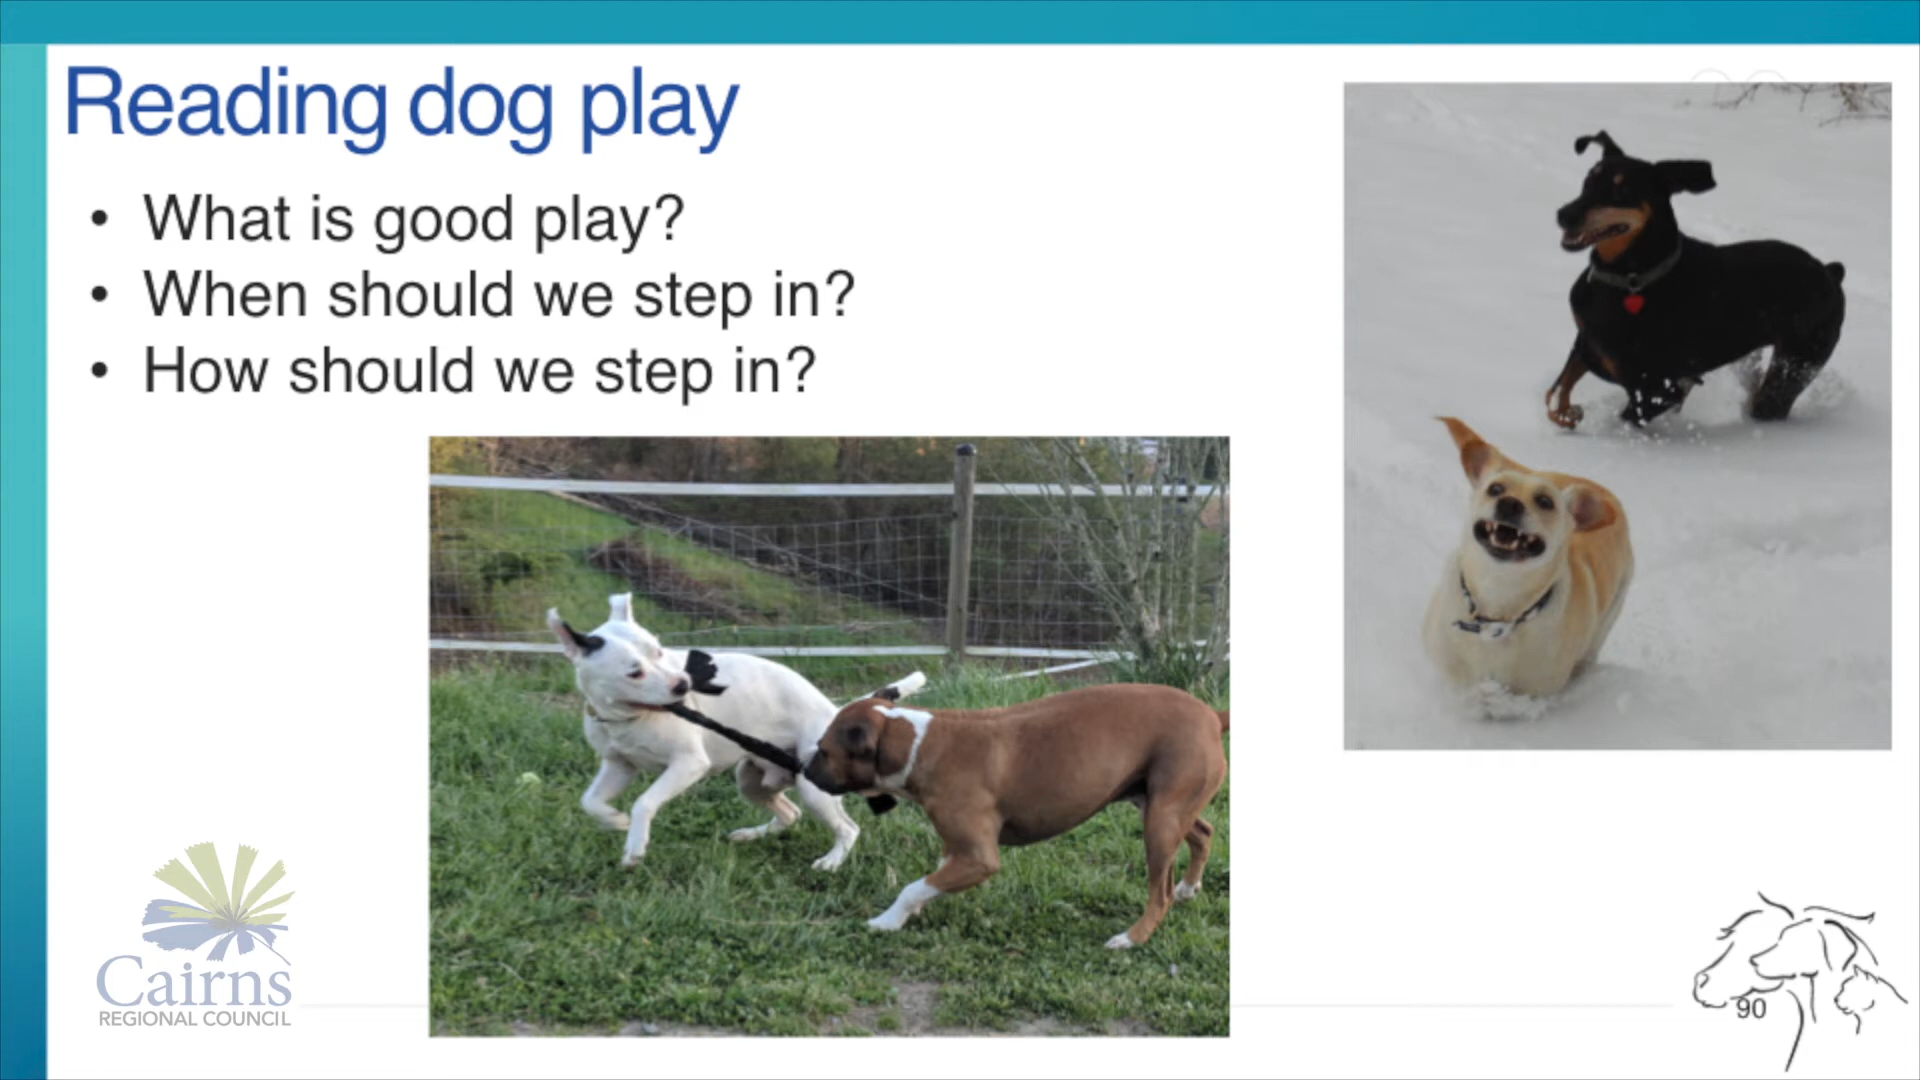 Reading dog play
• What is good play?
• When should we step in?
• How should we step in?
Cairns
REGIONAL COUNCIL
90